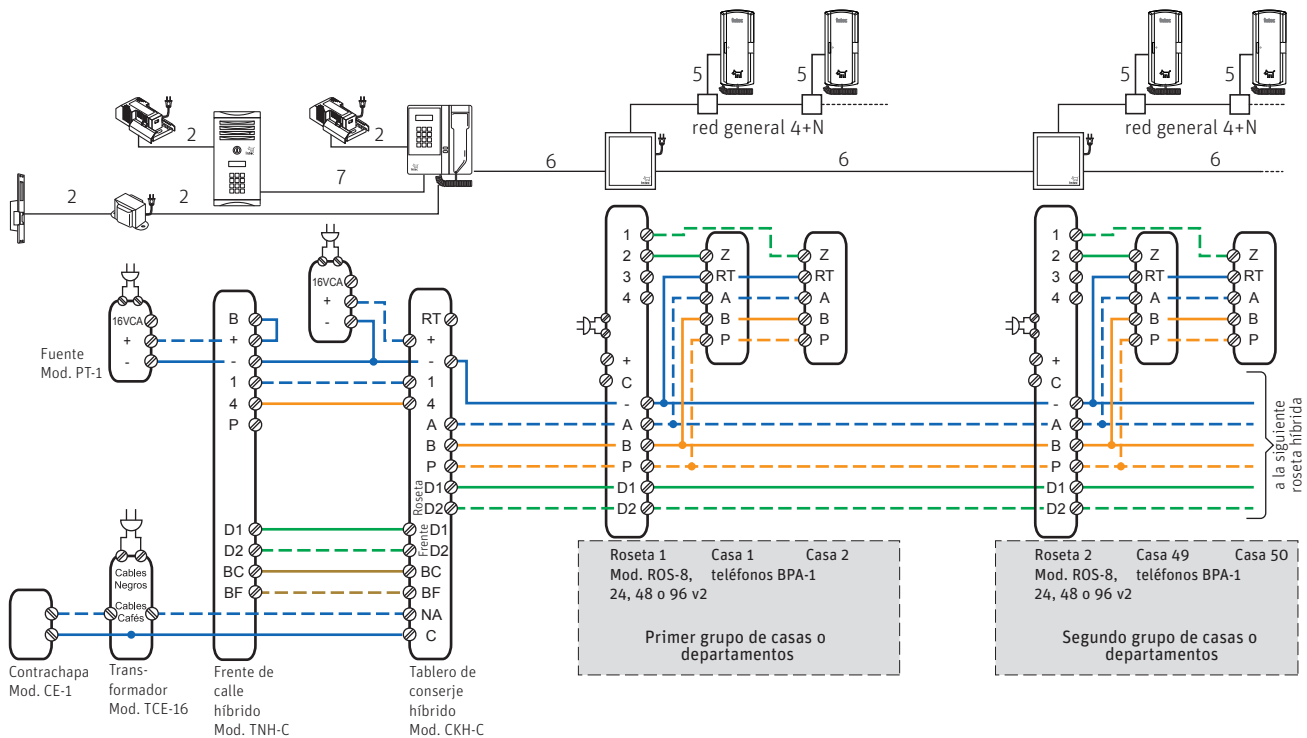 5
5
5
5
red general 4+N
red general 4+N
2
2
7
6
6
6
2
2
16VCA
+
-
Fuente
Mod. PT-1
16VCA
+
-
B
+
-
1
4
P
D1
D2
BC
BF
RT
+
-
1
4
A
B
P
D1
D2
Roseta
D1
D2
Frente
BC
BF
NA
C
Cables
Negros
Cables
Cafés
Contrachapa
Mod. CE-1
Trans-
formador
Mod. TCE-16
Frente de
calle
híbrido
Mod. TNH-C
Tablero de
conserje
híbrido
Mod. CKH-C
1
2
3
4
+
C
-
A
B
P
D1
D2
Z
RT
A
B
P
Z
RT
A
B
P
Roseta 1 Casa 1 Casa 2
Mod. ROS-8, teléfonos BPA-1
24, 48 o 96 v2
Primer grupo de casas o
departamentos
1
2
3
4
+
C
-
A
B
P
D1
D2
Z
RT
A
B
P
Z
RT
A
B
P
a la siguiente
roseta híbrida
Roseta 2 Casa 49 Casa 50
Mod. ROS-8, teléfonos BPA-1
24, 48 o 96 v2
Segundo grupo de casas o
departamentos